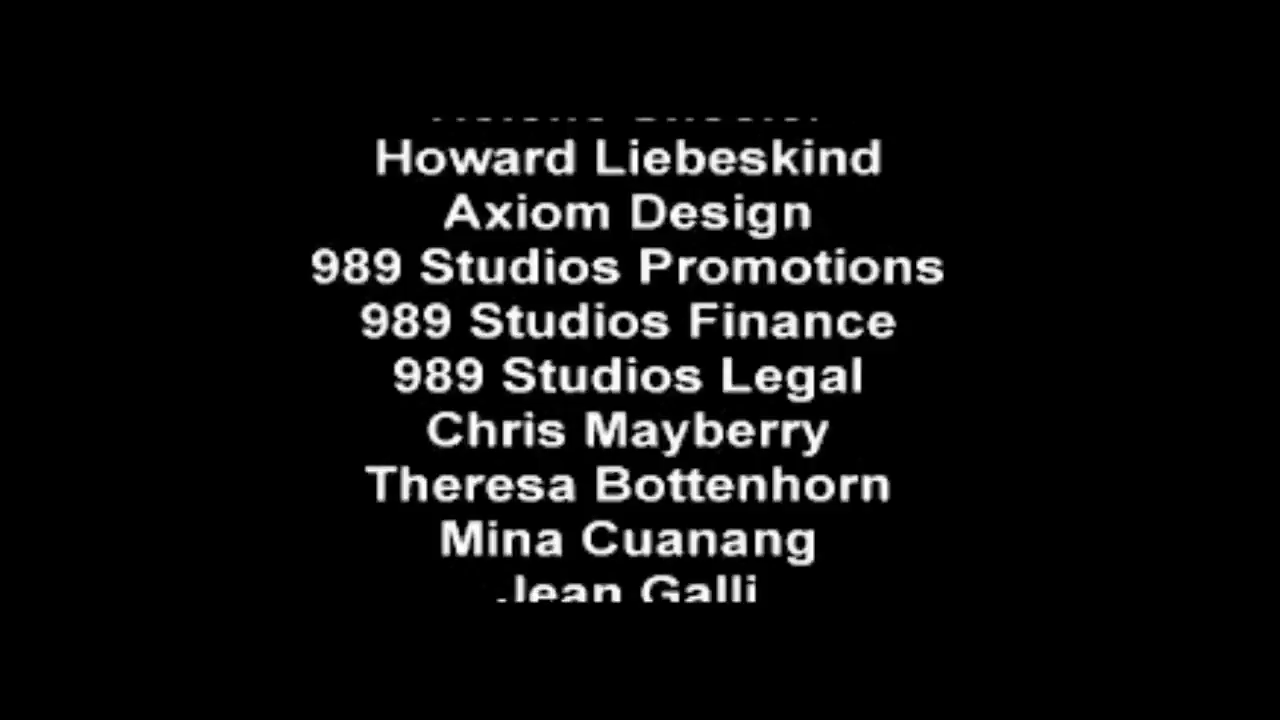 Howard Liebeskind
Axiom Design
989 Studios Promotions
989 Studios Finance
989 Studios Legal
Chris Mayberry
Theresa Bottenhorn
Mina Cuanang
Jean Galli